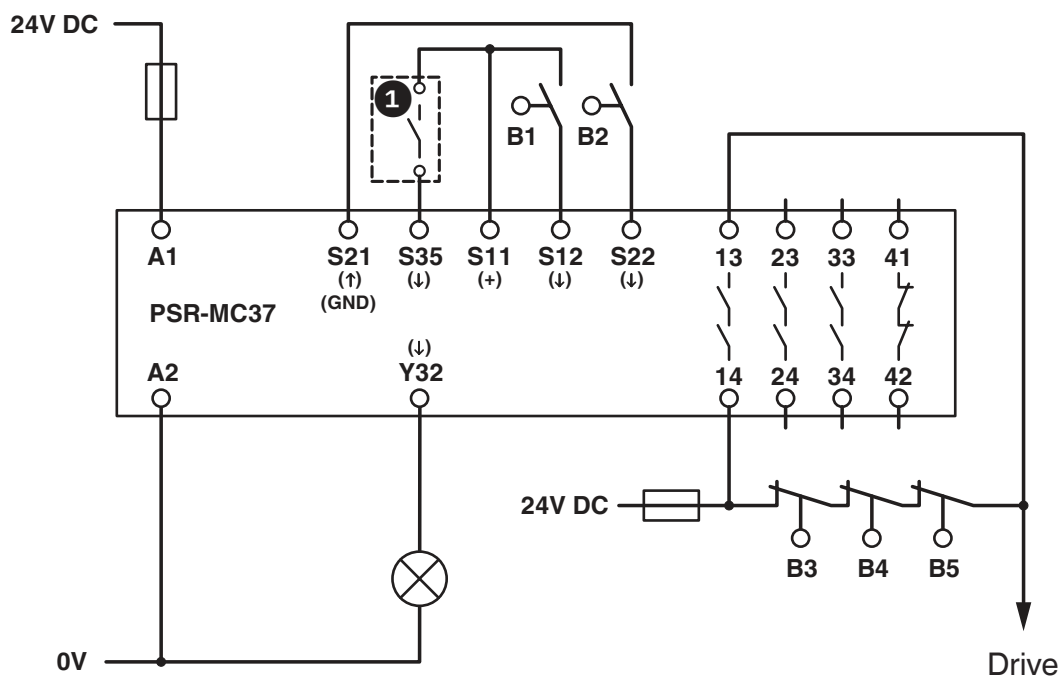 24V DC
1
B1
B2
A1
S21
S35
S11
S12
S22
13
23
33
41
(↑)
(↓)
(+)
(↓)
(↓)
(GND)
PSR-MC37
(↓)
A2
Y32
14
24
34
42
24V DC
B3
B4
B5
0V
Drive